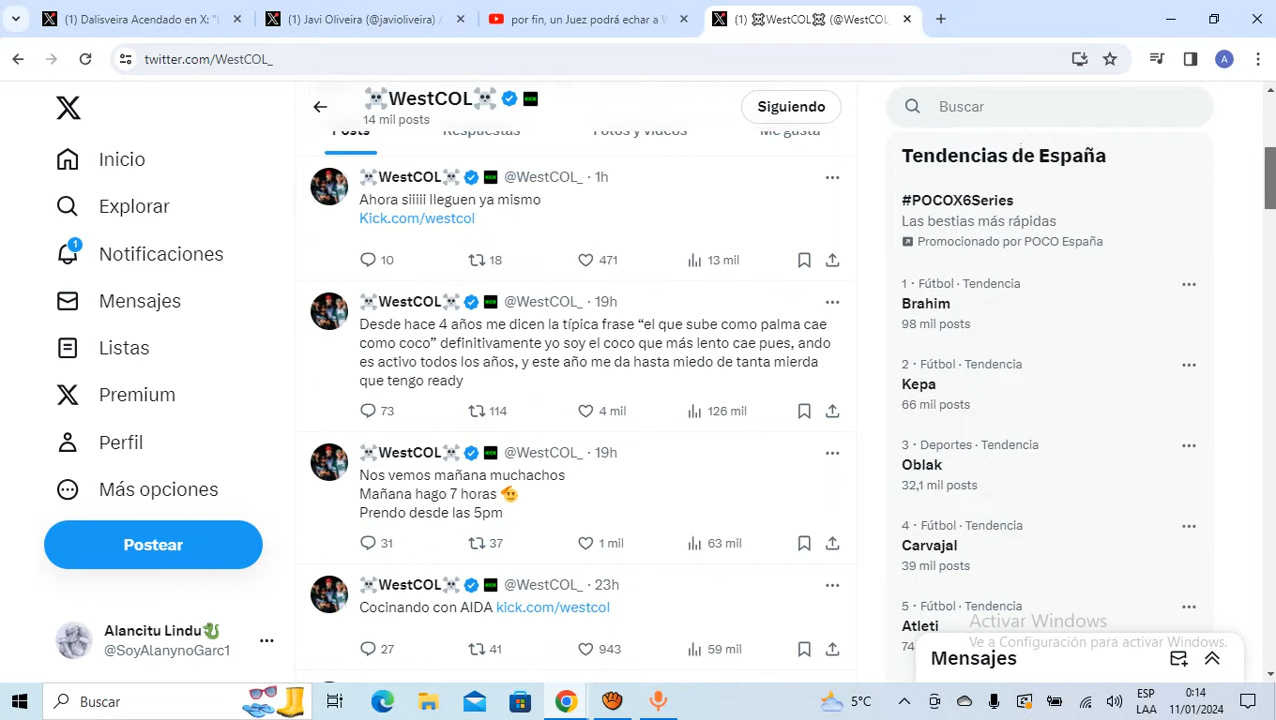 (1) Dalisveira Acendado en X: "L
(1) Javi Oliveira (@javioliveira) /
por fin, un Juez podrá echar a W
(1) ☠️WestCOL☠️ (@WestCOL_
twitter.com/WestCOL_
A
☠️WestCOL☠️
14 mil posts
Siguiendo
Posts
Respuestas
Fotos y vídeos
Me gusta
Inicio
Explorar
1
Notificaciones
Mensajes
Listas
Premium
Perfil
Más opciones
Postear
Alancitu Lindu🐉
@SoyAlanynoGarc1
☠️WestCOL☠️ @WestCOL_ · 1h
Ahora siiiii lleguen ya mismo
Kick.com/westcol
10 18 471 13 mil
☠️WestCOL☠️ @WestCOL_ · 19h
Desde hace 4 años me dicen la típica frase “el que sube como palma cae
como coco” definitivamente yo soy el coco que más lento cae pues, ando
es activo todos los años, y este año me da hasta miedo de tanta mierda
que tengo ready
73 114 4 mil 126 mil
☠️WestCOL☠️ @WestCOL_ · 19h
Nos vemos mañana muchachos
Mañana hago 7 horas 🫡
Prendo desde las 5pm
31 37 1 mil 63 mil
☠️WestCOL☠️ @WestCOL_ · 23h
Cocinando con AIDA kick.com/westcol
27 41 943 59 mil
Buscar
Tendencias de España
#POCOX6Series
Las bestias más rápidas
Promocionado por POCO España
1 · Fútbol · Tendencia
Brahim
98 mil posts
2 · Fútbol · Tendencia
Kepa
66 mil posts
3 · Deportes · Tendencia
Oblak
32,1 mil posts
4 · Fútbol · Tendencia
Carvajal
39 mil posts
5 · Fútbol · Tendencia
Atleti
74
Activar Windows
Ve a Configuración para activar Windows.
Mensajes
Buscar
5°C
ESP
LAA
0:14
11/01/2024